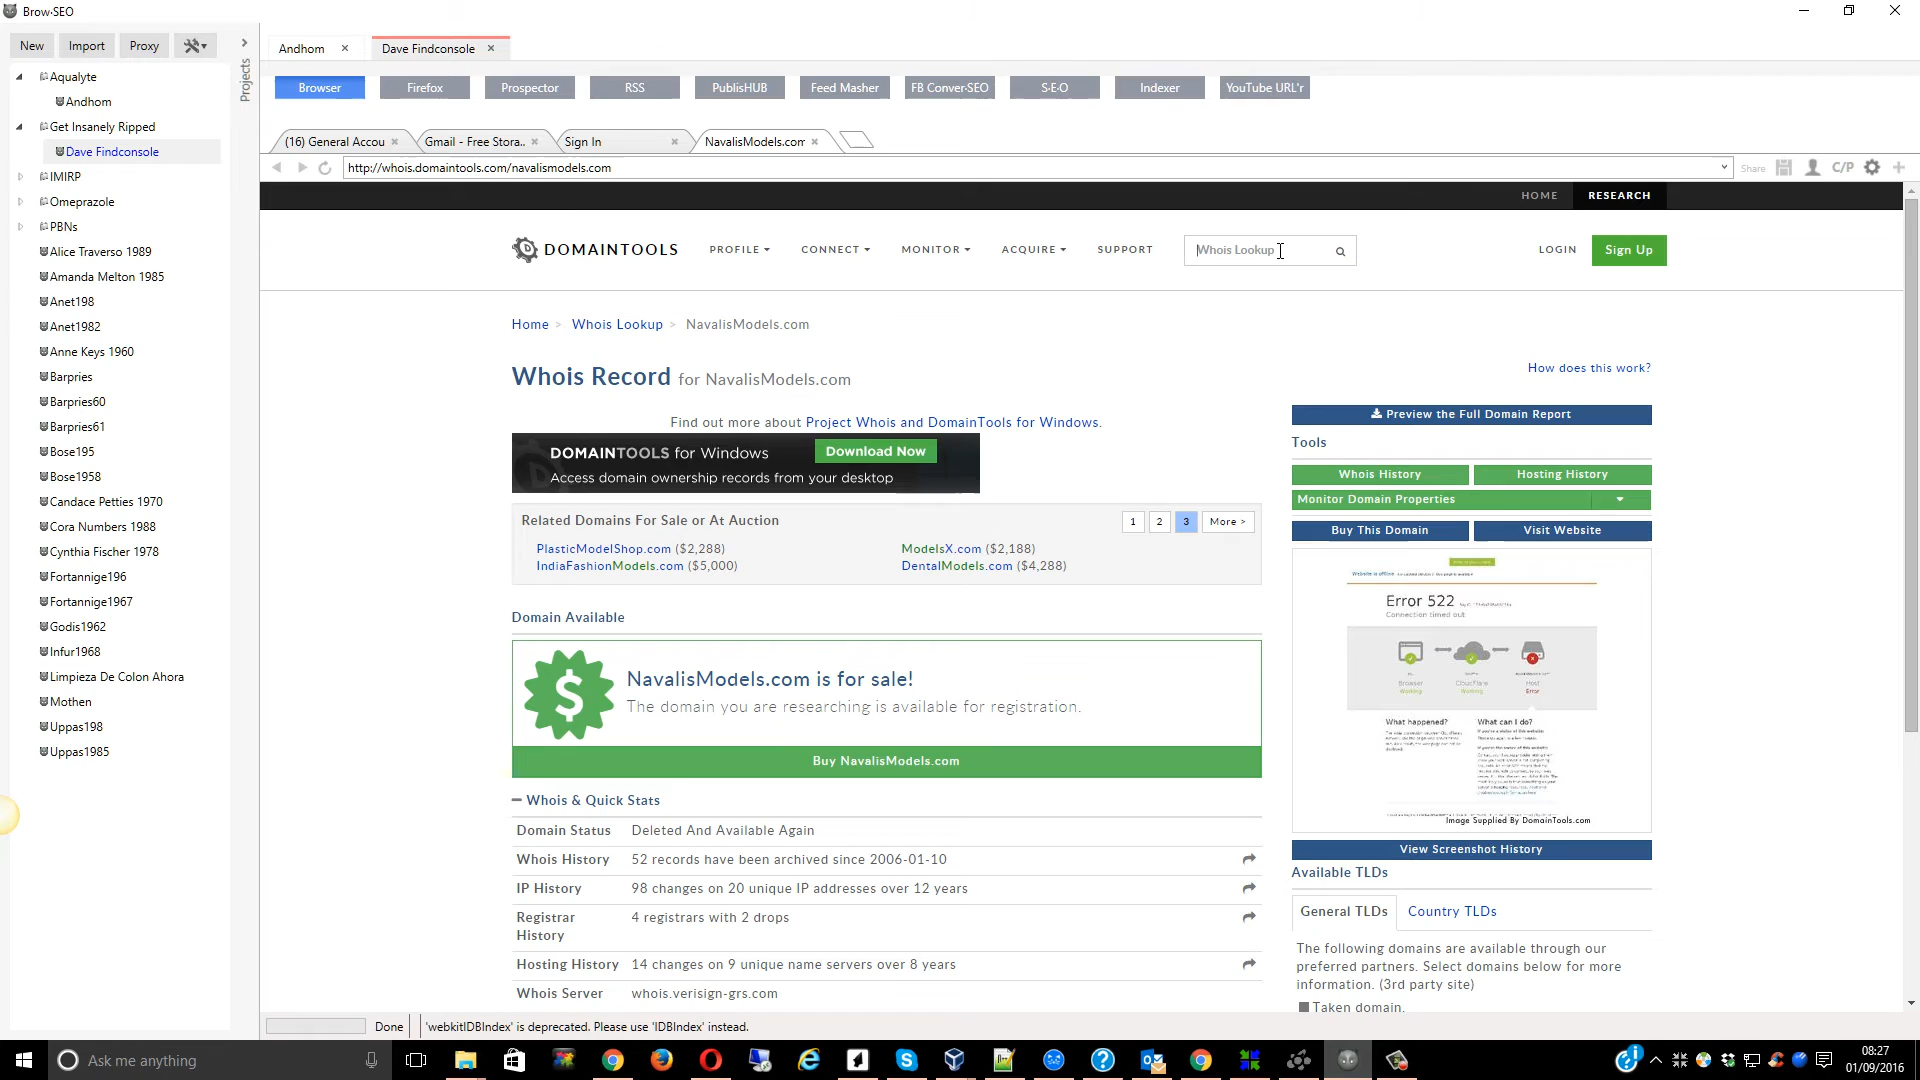 Brow·SEO
New
Import
Proxy
Projects
Aqualyte
Andhom
Get Insanely Ripped
Dave Findconsole
IMIRP
Omeprazole
PBNs
Alice Traverso 1989
Amanda Melton 1985
Anet198
Anet1982
Anne Keys 1960
Barpries
Barpries60
Barpries61
Bose195
Bose1958
Candace Petties 1970
Cora Numbers 1988
Cynthia Fischer 1978
Fortannige196
Fortannige1967
Godis1962
Infur1968
Limpieza De Colon Ahora
Mothen
Uppas198
Uppas1985
Andhom
Dave Findconsole
Browser
Firefox
Prospector
RSS
PublisHUB
Feed Masher
FB Conver·SEO
S·E·O
Indexer
YouTube URL'r
(16) General Accou
Gmail - Free Stora..
Sign In
NavalisModels.com
http://whois.domaintools.com/navalismodels.com
Share
C/P
HOME
RESEARCH
DOMAINTOOLS
PROFILE
CONNECT
MONITOR
ACQUIRE
SUPPORT
Whois Lookup
LOGIN
Sign Up
Home > Whois Lookup > NavalisModels.com
Whois Record for NavalisModels.com
How does this work?
Find out more about Project Whois and DomainTools for Windows.
DOMAINTOOLS for Windows
Download Now
Access domain ownership records from your desktop
Related Domains For Sale or At Auction
1
2
3
More >
PlasticModelShop.com ($2,288)
ModelsX.com ($2,188)
IndiaFashionModels.com ($5,000)
DentalModels.com ($4,288)
Domain Available
NavalisModels.com is for sale!
The domain you are researching is available for registration.
Buy NavalisModels.com
Whois & Quick Stats
Domain Status Deleted And Available Again
Whois History 52 records have been archived since 2006-01-10
IP History 98 changes on 20 unique IP addresses over 12 years
Registrar 4 registrars with 2 drops
History
Hosting History 14 changes on 9 unique name servers over 8 years
Whois Server whois.verisign-grs.com
Preview the Full Domain Report
Tools
Whois History
Hosting History
Monitor Domain Properties
Buy This Domain
Visit Website
Error 522
Connection timed out
Browser
Working
CloudFlare
Working
Host
Error
What happened?
What can I do?
Image Supplied By DomainTools.com
View Screenshot History
Available TLDs
General TLDs
Country TLDs
The following domains are available through our
preferred partners. Select domains below for more
information. (3rd party site)
Taken domain.
Done
'webkitIDBIndex' is deprecated. Please use 'IDBIndex' instead.
Ask me anything
08:27
01/09/2016